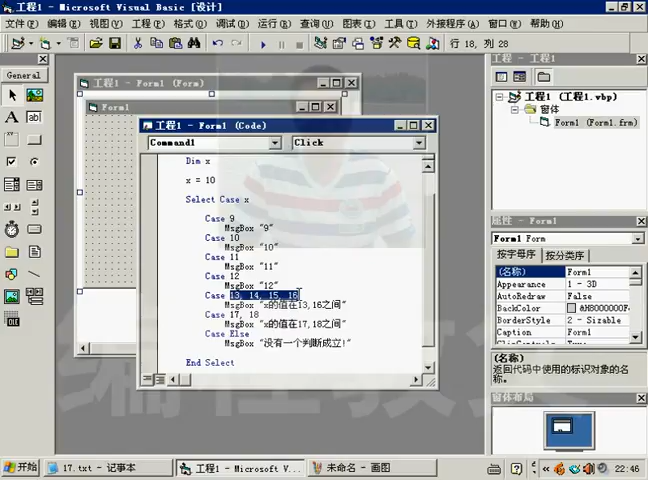 工程1 - Microsoft Visual Basic [设计]
文件(F) 编辑(E) 视图(V) 工程(P) 格式(O) 调试(D) 运行(R) 查询(U) 图表(I) 工具(T) 外接程序(A) 窗口(W) 帮助(H)
行 18, 列 28
General
工程1 - Form1 (Form)
Form1
工程1 - Form1 (Code)
Command1 Click
Dim x
x = 10
Select Case x
Case 9
MsgBox "9"
Case 10
MsgBox "10"
Case 11
MsgBox "11"
Case 12
MsgBox "12"
Case 13, 14, 15, 16
MsgBox "x的值在13,16之间"
Case 17, 18
MsgBox "x的值在17,18之间"
Case Else
MsgBox "没有一个判断成立!"
End Select
工程 - 工程1
工程1 (工程1.vbp)
窗体
Form1 (Form1.frm)
属性 - Form1
Form1 Form
按字母序 按分类序
(名称) Form1
Appearance 1 - 3D
AutoRedraw False
BackColor &H8000000F&
BorderStyle 2 - Sizable
Caption Form1
(名称)
返回代码中使用的标识对象的名称。
窗体布局
开始 17.txt - 记事本 工程1 - Microsoft V... 未命名 - 画图 22:46